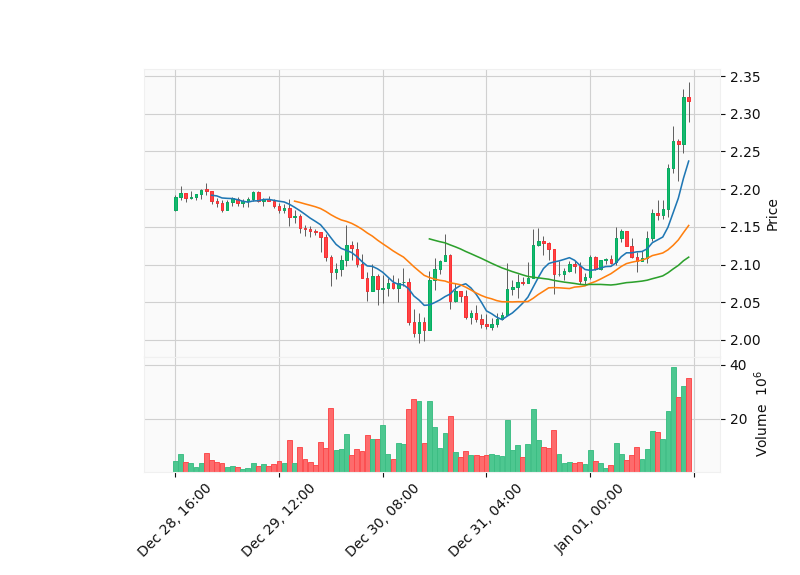 2.35
2.30
2.25
2.20
2.15
2.10
2.05
2.00
Price
40
20
Volume 10^6
Dec 28, 16:00
Dec 29, 12:00
Dec 30, 08:00
Dec 31, 04:00
Jan 01, 00:00